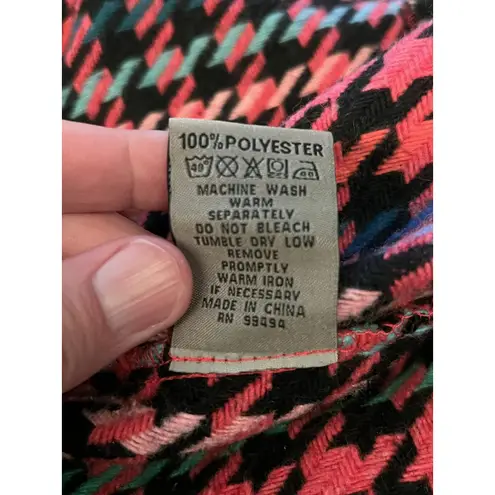 100% POLYESTER
40
MACHINE WASH
WARM
SEPARATELY
DO NOT BLEACH
TUMBLE DRY LOW
REMOVE
PROMPTLY
WARM IRON
IF NECESSARY
MADE IN CHINA
RN 99494